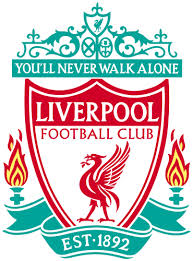 YOU'LL NEVER WALK ALONE
LIVERPOOL
FOOTBALL CLUB
EST·1892